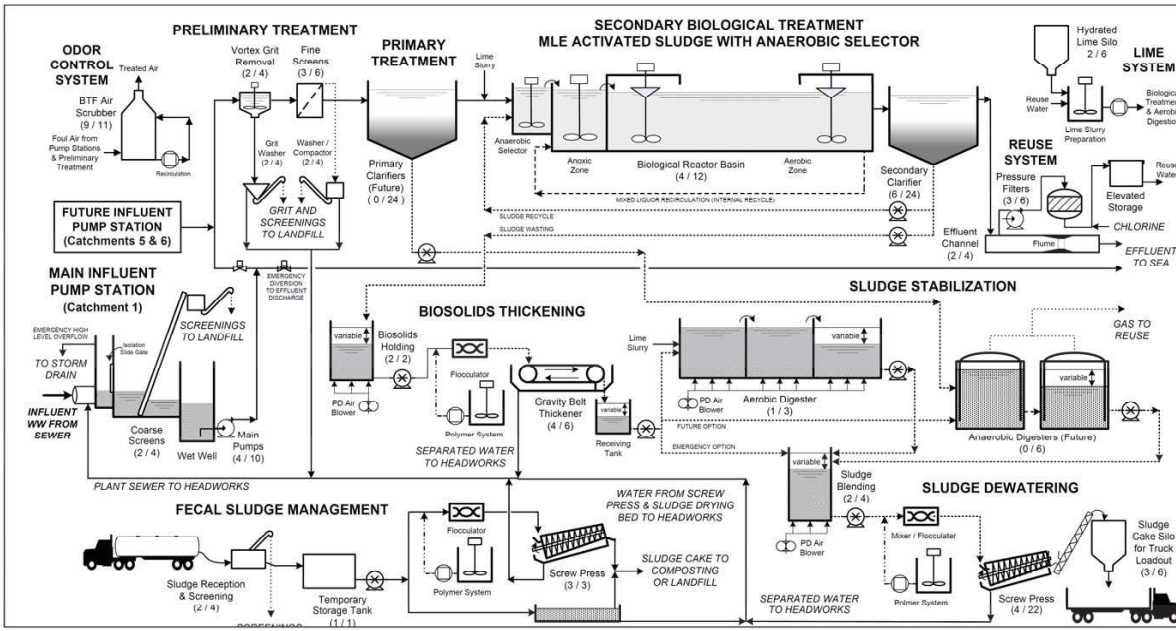 ODOR
CONTROL
SYSTEM
Treated Air
BTF Air
Scrubber
(9 / 11)
Foul Air from
Pump Stations
& Preliminary
Treatment
Recirculation
PRELIMINARY TREATMENT
Vortex Grit
Removal
(2 / 4)
Fine
Screens
(3 / 6)
Grit
Washer
(2 / 4)
Washer /
Compactor
(2 / 4)
GRIT AND
SCREENINGS
TO LANDFILL
PRIMARY
TREATMENT
Primary
Clarifiers
(Future)
( 0 / 24 )
SECONDARY BIOLOGICAL TREATMENT
MLE ACTIVATED SLUDGE WITH ANAEROBIC SELECTOR
Lime
Slurry
Anaerobic
Selector
Anoxic
Zone
Biological Reactor Basin
(4 / 12)
Aerobic
Zone
MIXED LIQUOR RECIRCULATION (INTERNAL RECYCLE)
Secondary
Clarifier
(6 / 24)
SLUDGE RECYCLE
SLUDGE WASTING
Hydrated
Lime Silo
2 / 6
LIME
SYSTEM
Reuse
Water
Biological
Treatment
& Aerobic
Digestion
Lime Slurry
Preparation
REUSE
SYSTEM
Pressure
Filters
(3 / 6)
Reuse
Water
Elevated
Storage
CHLORINE
Effluent
Channel
(2 / 4)
Flume
EFFLUENT
TO SEA
FUTURE INFLUENT
PUMP STATION
(Catchments 5 & 6)
EMERGENCY
DIVERSION
TO EFFLUENT
DISCHARGE
MAIN INFLUENT
PUMP STATION
(Catchment 1)
EMERGENCY HIGH
LEVEL OVERFLOW
Isolation
Slide Gate
TO STORM
DRAIN
SCREENINGS
TO LANDFILL
INFLUENT
WW FROM
SEWER
Coarse
Screens
(2 / 4)
Wet Well
Main
Pumps
(4 / 10)
PLANT SEWER TO HEADWORKS
BIOSOLIDS THICKENING
variable
Biosolids
Holding
(2 / 2)
PD Air
Blower
Flocculator
Polymer System
SEPARATED WATER
TO HEADWORKS
Gravity Belt
Thickener
(4 / 6)
variable
Receiving
Tank
SLUDGE STABILIZATION
Lime
Slurry
variable
PD Air
Blower
Aerobic Digester
(1 / 3)
FUTURE OPTION
EMERGENCY OPTION
GAS TO
REUSE
variable
Anaerobic Digesters (Future)
(0 / 6)
FECAL SLUDGE MANAGEMENT
Sludge Reception
& Screening
(2 / 4)
SCREENINGS
Temporary
Storage Tank
(1 / 1)
Flocculator
Polymer System
Screw Press
(3 / 3)
WATER FROM SCREW
PRESS & SLUDGE DRYING
BED TO HEADWORKS
SLUDGE CAKE TO
COMPOSTING
OR LANDFILL
SLUDGE DEWATERING
variable
Sludge
Blending
(2 / 4)
PD Air
Blower
Mixer / Flocculator
Polmer System
SEPARATED WATER
TO HEADWORKS
Screw Press
(4 / 22)
Sludge
Cake Silo
for Truck
Loadout
(3 / 6)